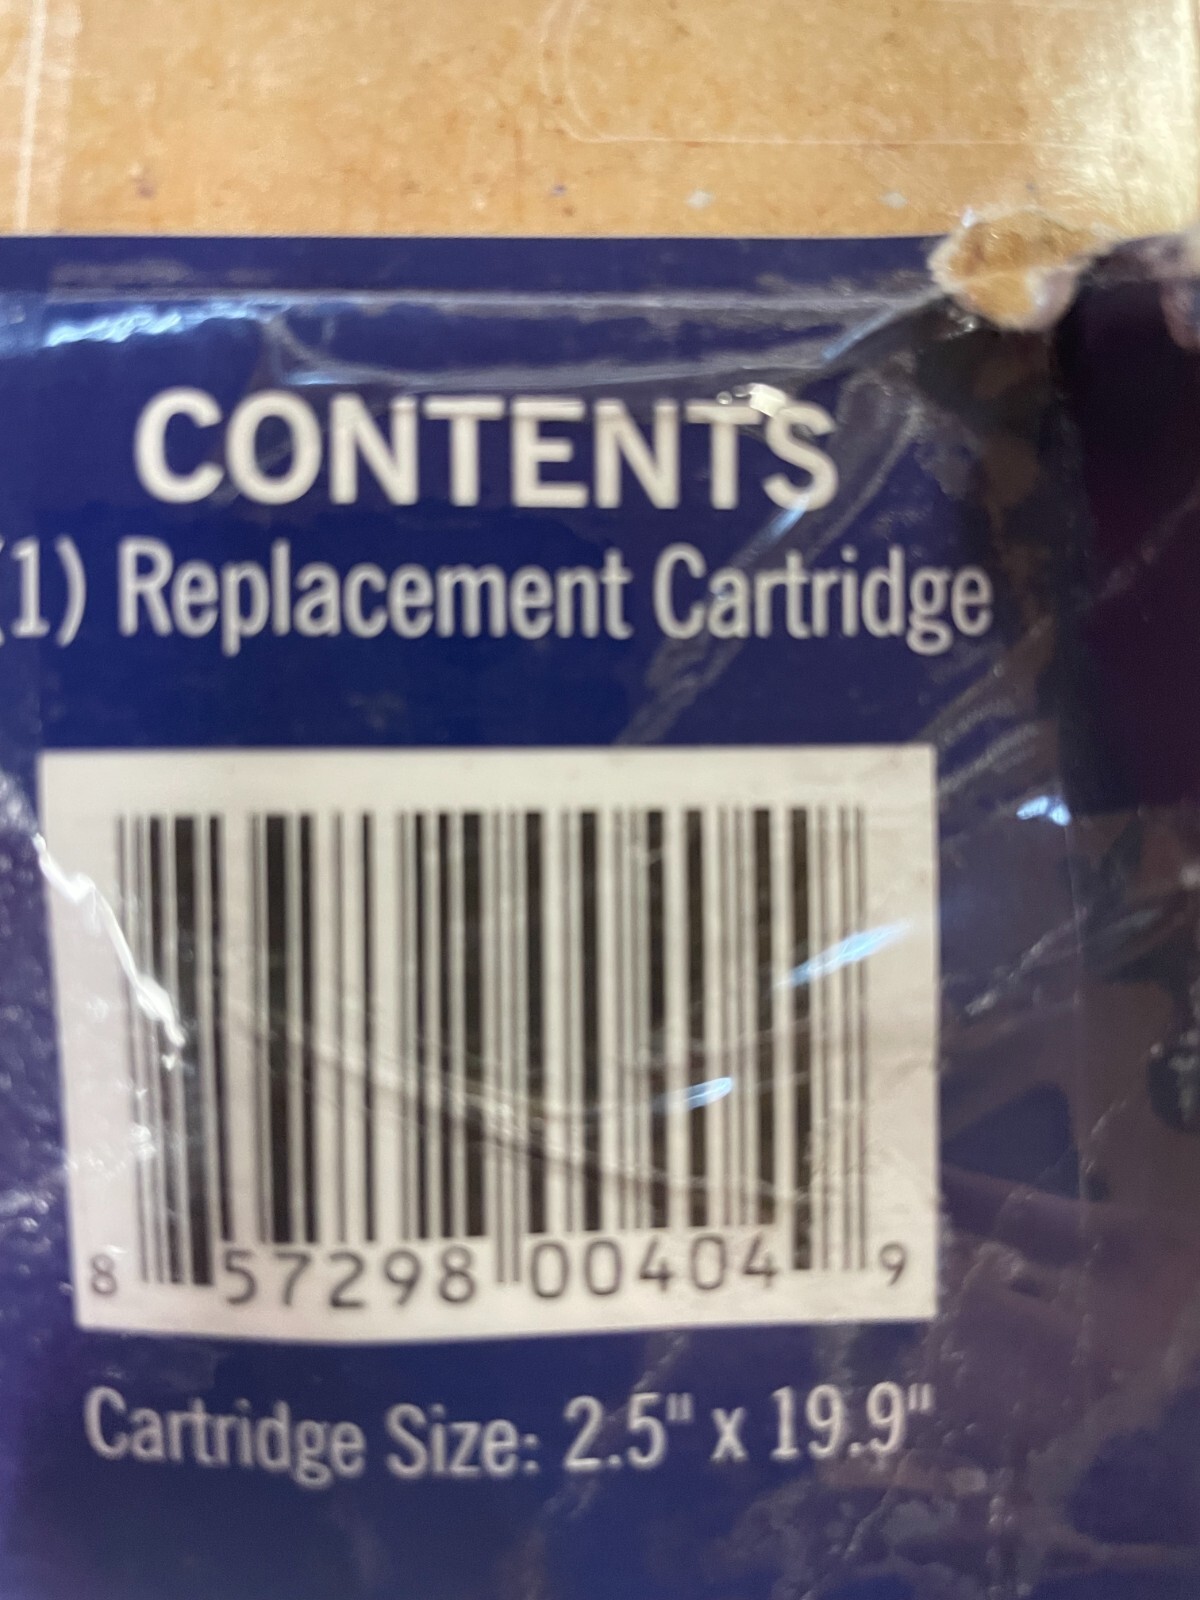 CONTENTS
(1) Replacement Cartridge
8 57298 00404 9
Cartridge Size: 2.5" x 19.9"